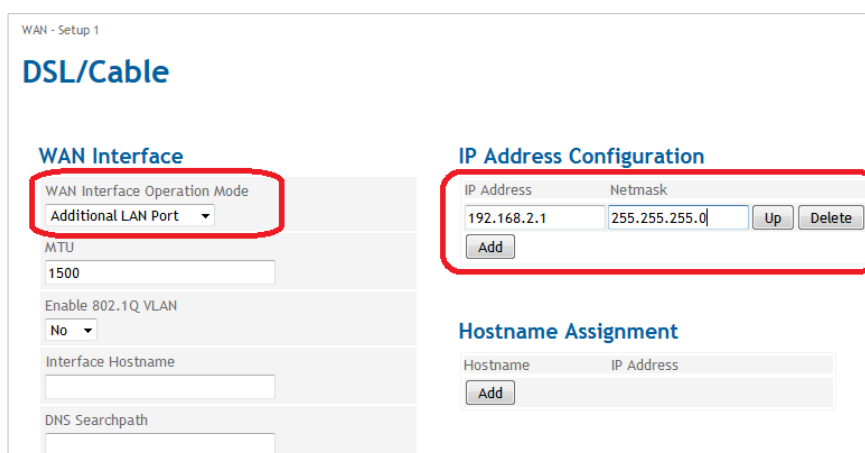 WAN - Setup 1
DSL/Cable
WAN Interface
WAN Interface Operation Mode
Additional LAN Port
MTU
1500
Enable 802.1Q VLAN
No
Interface Hostname
DNS Searchpath
IP Address Configuration
IP Address Netmask
192.168.2.1 255.255.255.0 Up Delete
Add
Hostname Assignment
Hostname IP Address
Add